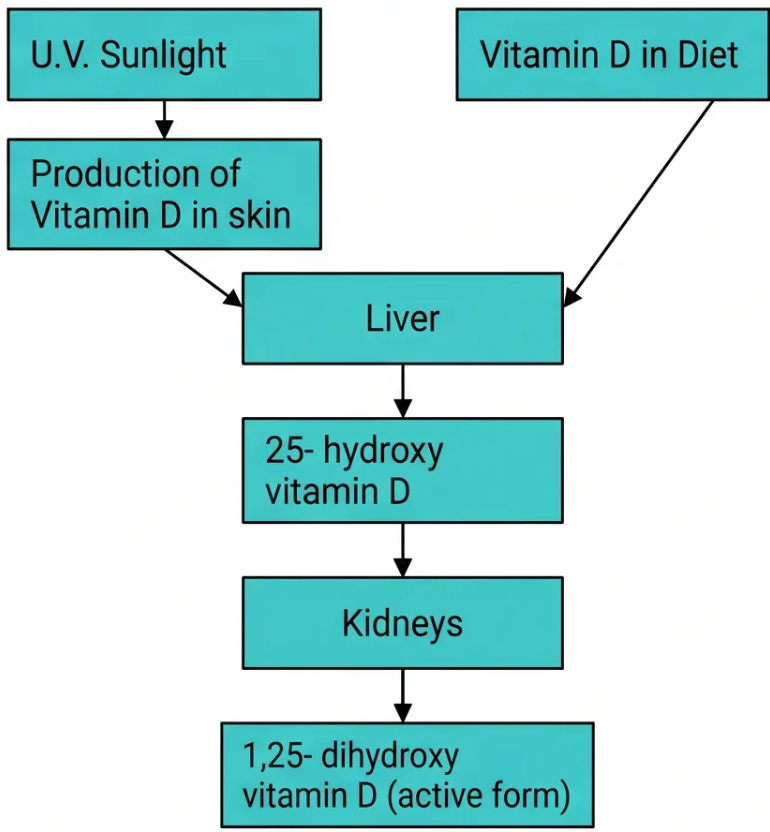 U.V. Sunlight
Vitamin D in Diet
Production of
Vitamin D in skin
Liver
25- hydroxy
vitamin D
Kidneys
1,25- dihydroxy
vitamin D (active form)